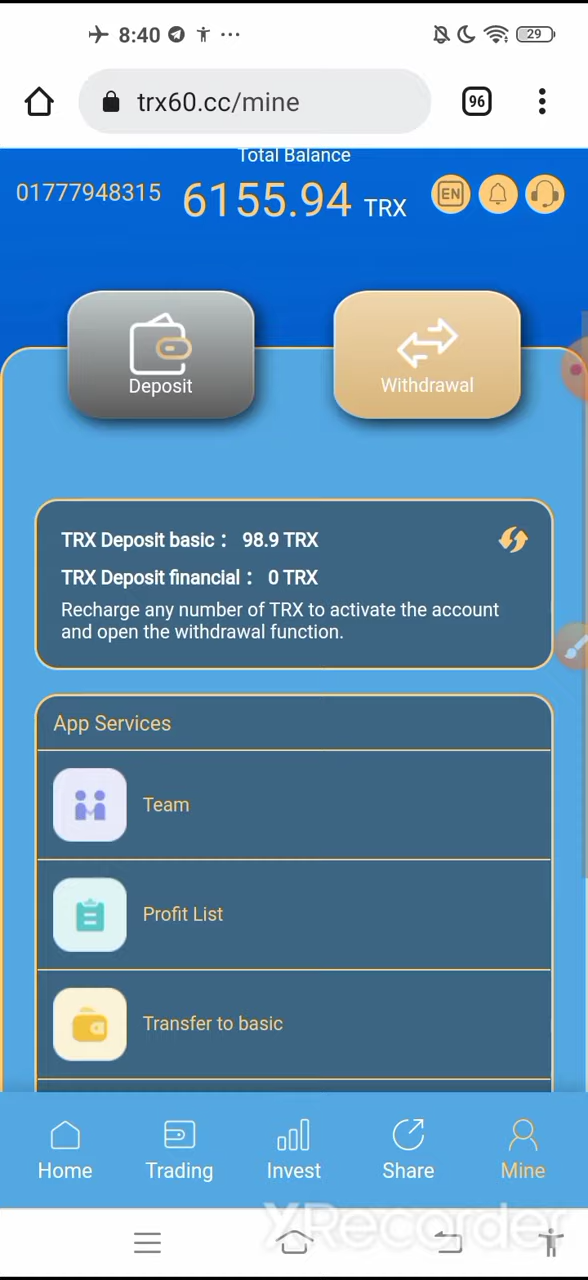 8:40
29
trx60.cc/mine
96
Total Balance
01777948315
6155.94 TRX
EN
Deposit
Withdrawal
TRX Deposit basic： 98.9 TRX
TRX Deposit financial： 0 TRX
Recharge any number of TRX to activate the account
and open the withdrawal function.
App Services
Team
Profit List
Transfer to basic
Home
Trading
Invest
Share
Mine
XRecorder